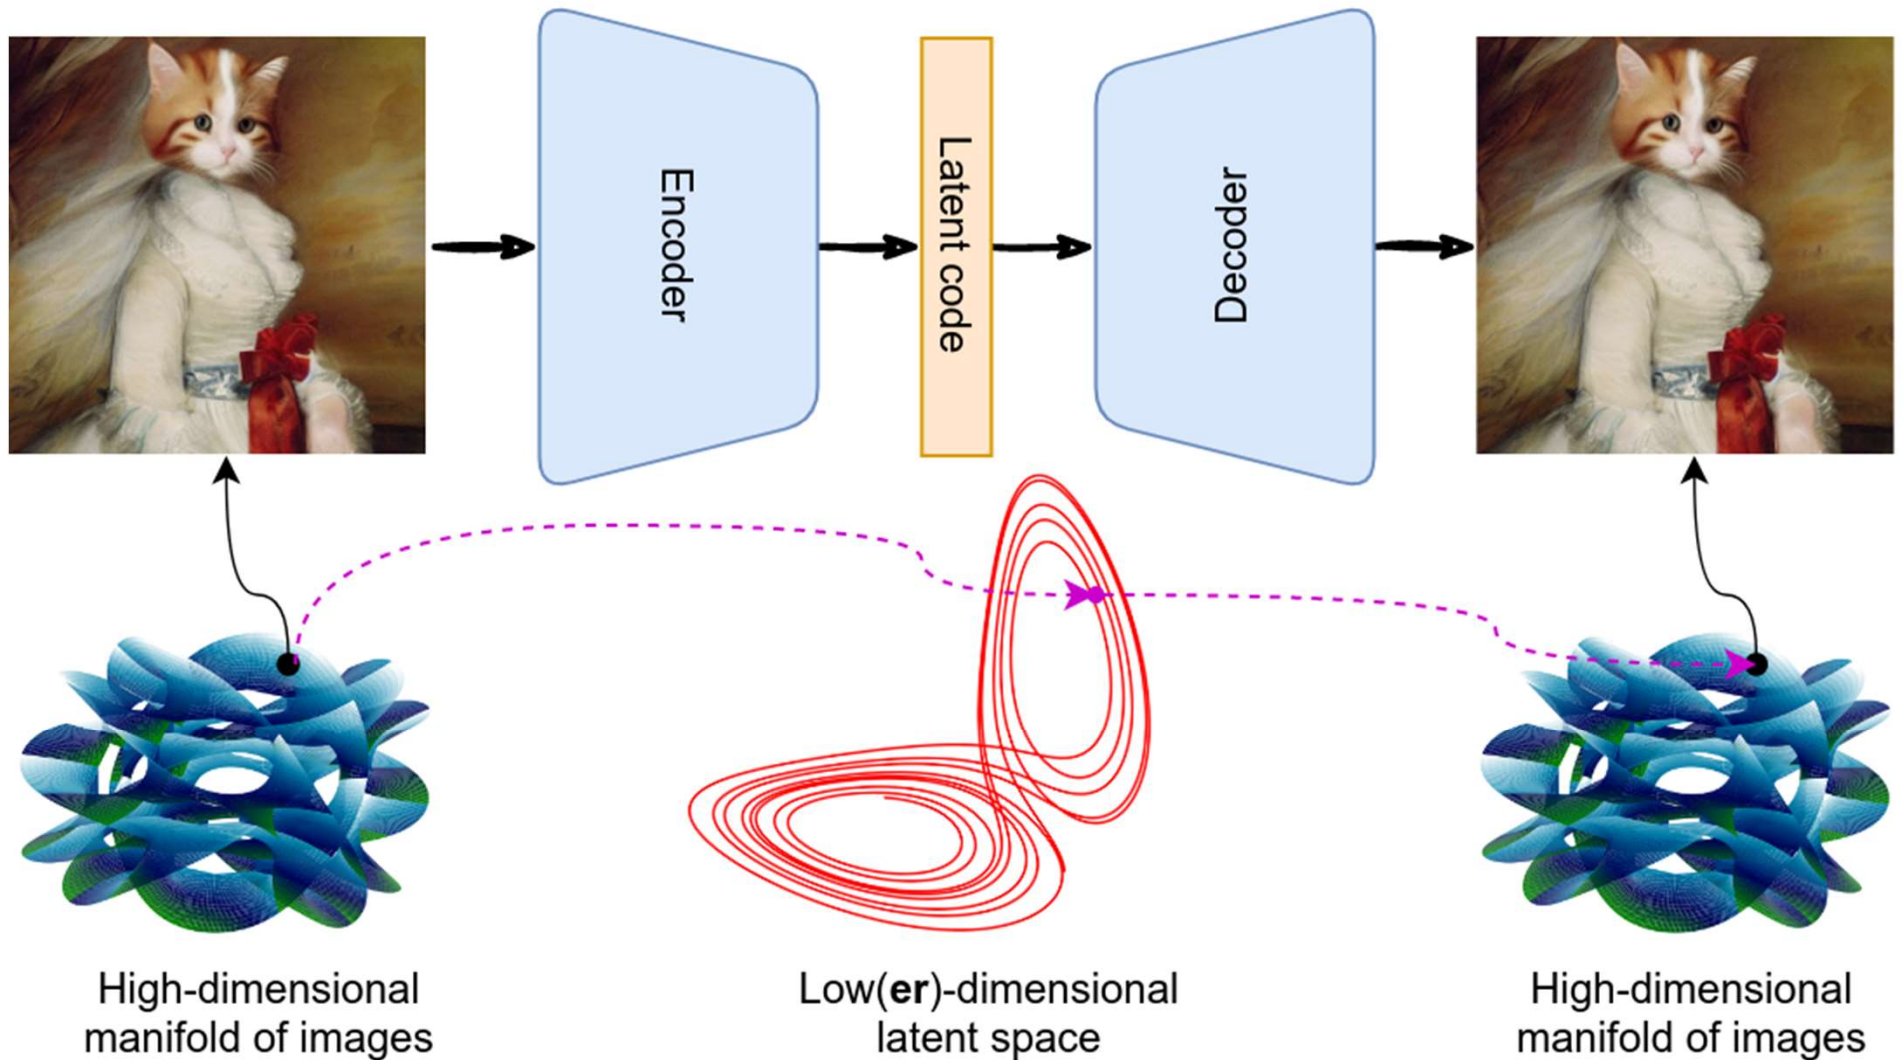 Encoder
Latent code
Decoder
High-dimensional
manifold of images
Low(er)-dimensional
latent space
High-dimensional
manifold of images